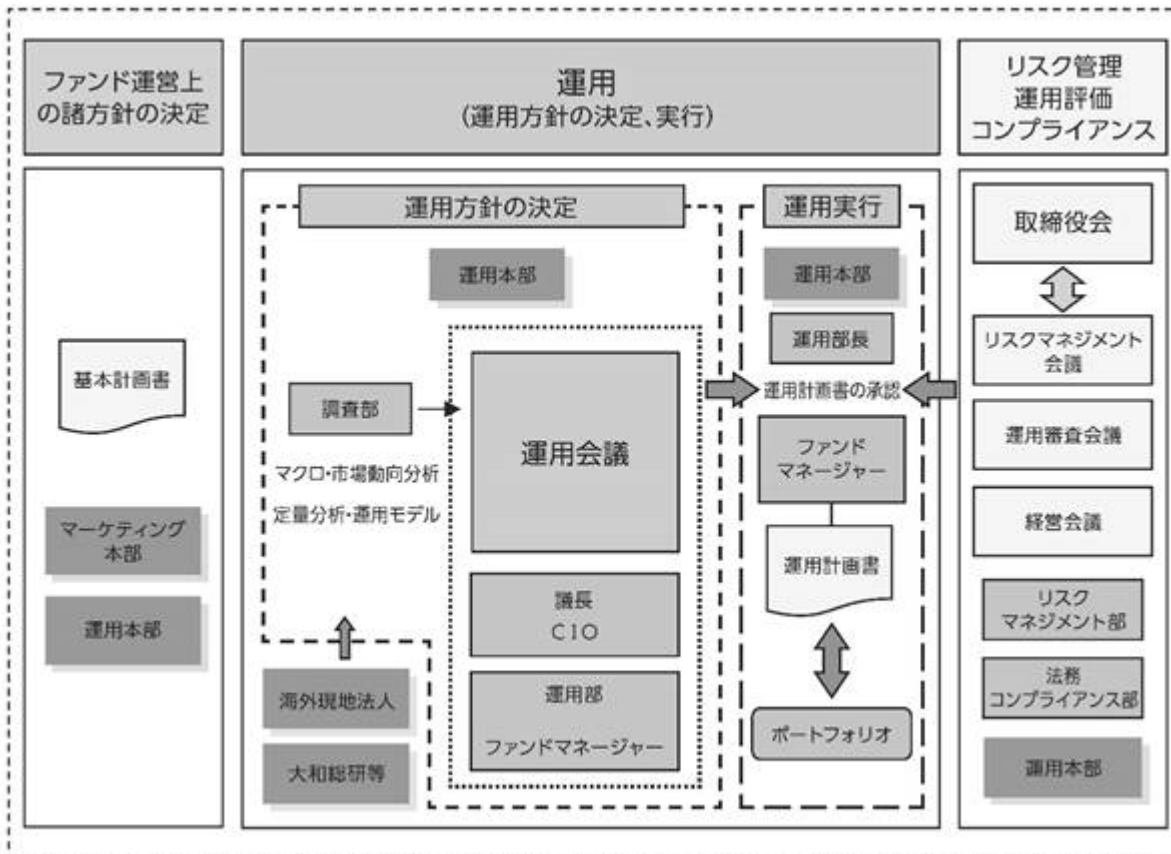 ファンド運営上
の諸方針の決定
基本計画書
マーケティング
本部
運用本部
運用
(運用方針の決定、実行)
運用方針の決定
運用本部
調査部
マクロ・市場動向分析
定量分析・運用モデル
運用会議
議長
CIO
運用部
ファンドマネージャー
海外現地法人
大和総研等
運用実行
運用本部
運用部長
運用計画書の承認
ファンド
マネージャー
運用計画書
ポートフォリオ
リスク管理
運用評価
コンプライアンス
取締役会
リスクマネジメント
会議
運用審査会議
経営会議
リスク
マネジメント部
法務
コンプライアンス部
運用本部